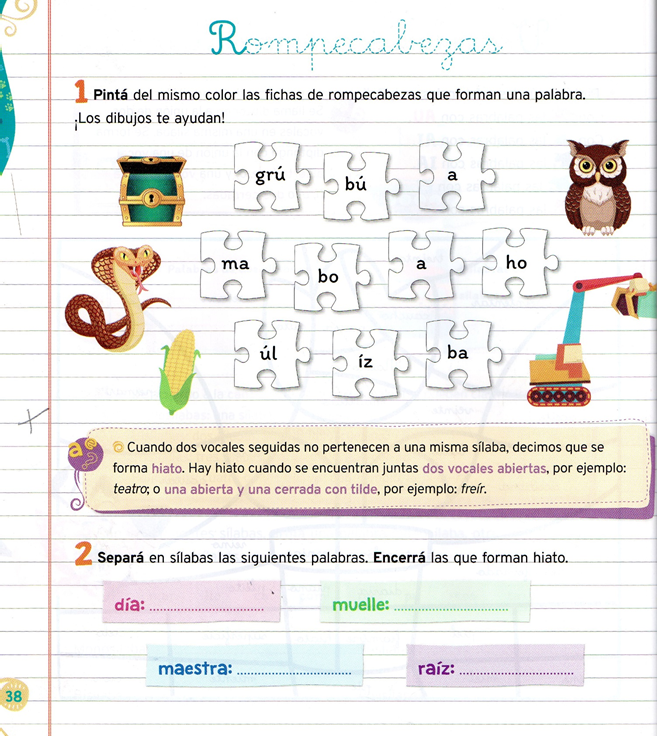 Rompecabezas
1 Pintá del mismo color las fichas de rompecabezas que forman una palabra.
¡Los dibujos te ayudan!
grú bú a
ma bo a ho
úl íz ba
a e ?
Cuando dos vocales seguidas no pertenecen a una misma sílaba, decimos que se
forma hiato. Hay hiato cuando se encuentran juntas dos vocales abiertas, por ejemplo:
teatro; o una abierta y una cerrada con tilde, por ejemplo: freír.
2 Separá en sílabas las siguientes palabras. Encerrá las que forman hiato.
día: ........................
muelle: ........................
maestra: ........................
raíz: ........................
38